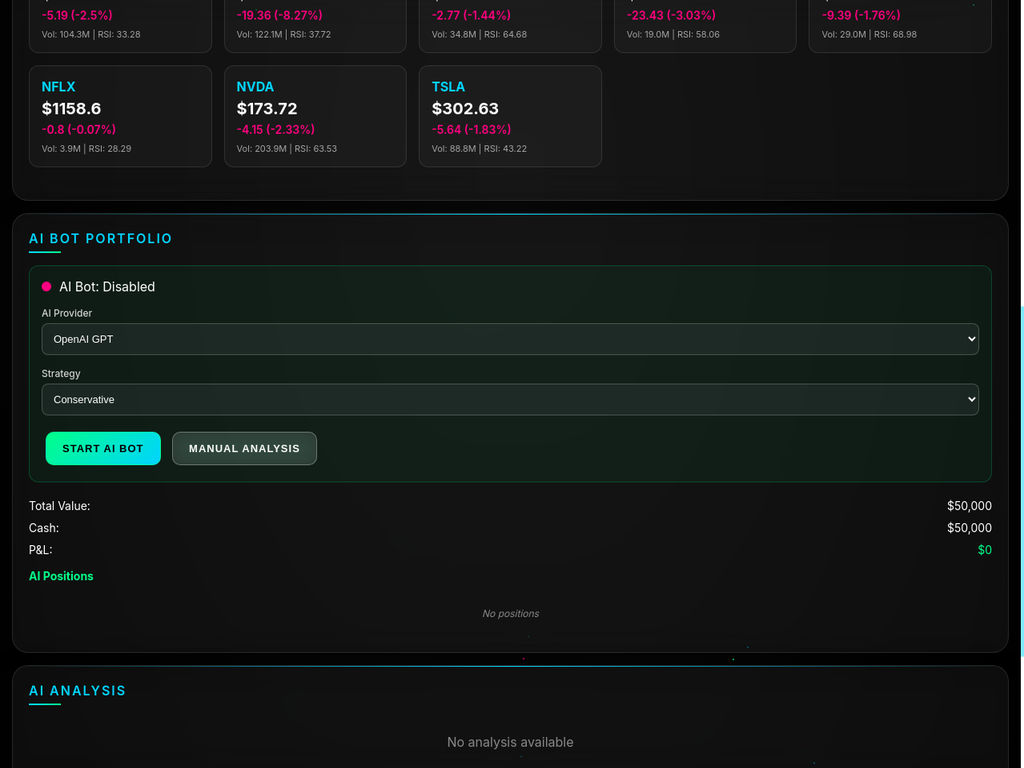 -5.19 (-2.5%)
Vol: 104.3M | RSI: 33.28
-19.36 (-8.27%)
Vol: 122.1M | RSI: 37.72
-2.77 (-1.44%)
Vol: 34.8M | RSI: 64.68
-23.43 (-3.03%)
Vol: 19.0M | RSI: 58.06
-9.39 (-1.76%)
Vol: 29.0M | RSI: 68.98
NFLX
$1158.6
-0.8 (-0.07%)
Vol: 3.9M | RSI: 28.29
NVDA
$173.72
-4.15 (-2.33%)
Vol: 203.9M | RSI: 63.53
TSLA
$302.63
-5.64 (-1.83%)
Vol: 88.8M | RSI: 43.22
AI BOT PORTFOLIO
AI Bot: Disabled
AI Provider
OpenAI GPT
Strategy
Conservative
START AI BOT
MANUAL ANALYSIS
Total Value: $50,000
Cash: $50,000
P&L: $0
AI Positions
No positions
AI ANALYSIS
No analysis available